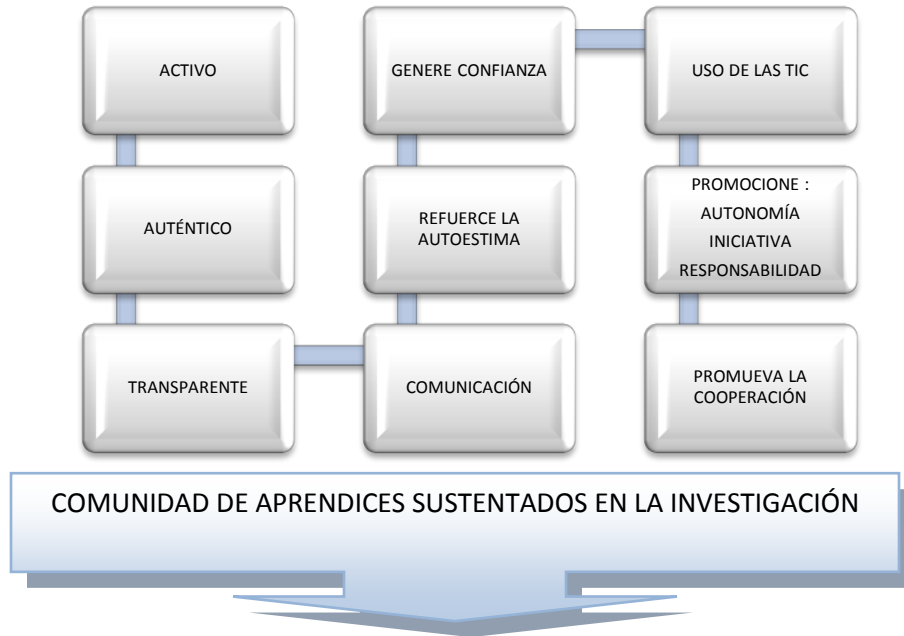 ACTIVO
AUTÉNTICO
TRANSPARENTE
COMUNICACIÓN
REFUERCE LA
AUTOESTIMA
GENERE CONFIANZA
USO DE LAS TIC
PROMOCIONE :
AUTONOMÍA
INICIATIVA
RESPONSABILIDAD
PROMUEVA LA
COOPERACIÓN
COMUNIDAD DE APRENDICES SUSTENTADOS EN LA INVESTIGACIÓN